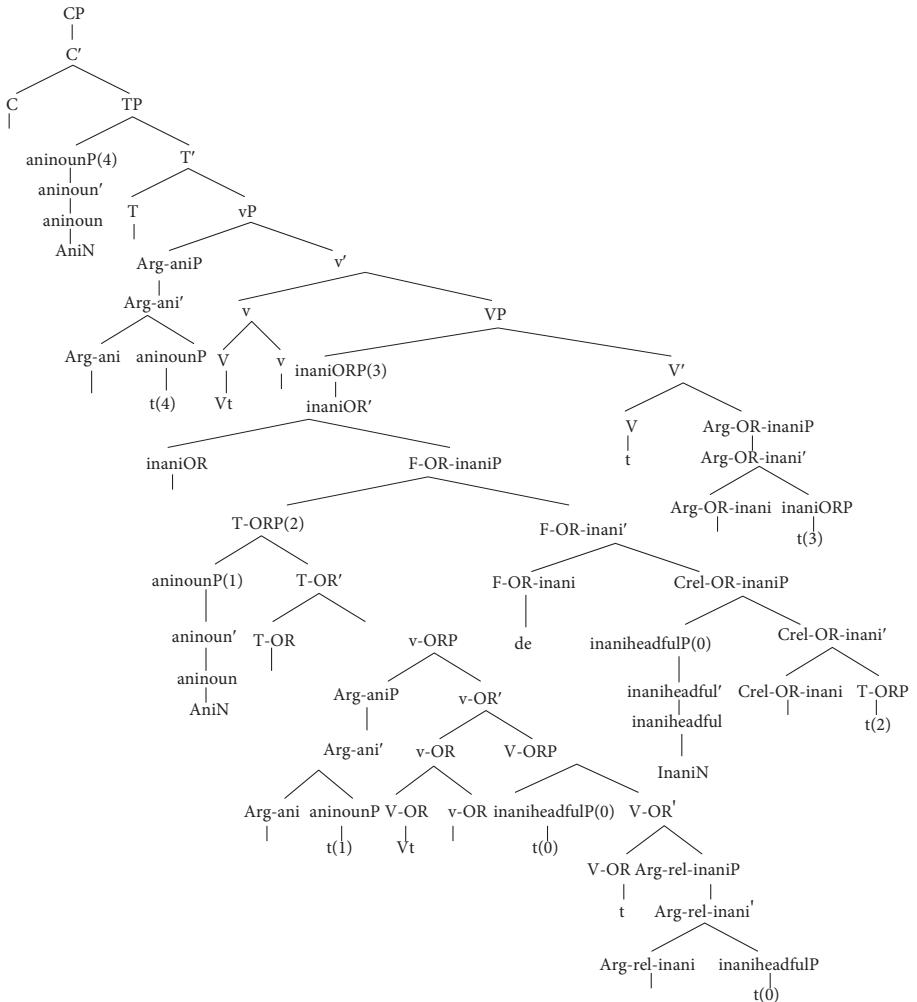 CP
C′
C TP
aninounP(4) T′
aninoun′
aninoun T vP
AniN
Arg-aniP v′
Arg-ani′ v VP
Arg-ani aninounP V v inaniORP(3) V′
t(4) Vt inaniOR′
V Arg-OR-inaniP
inaniOR F-OR-inaniP t Arg-OR-inani′
Arg-OR-inani inaniORP
T-ORP(2) F-OR-inani′ t(3)
aninounP(1) T-OR′ F-OR-inani Crel-OR-inaniP
aninoun′ T-OR v-ORP de inaniheadfulP(0) Crel-OR-inani′
aninoun
AniN Arg-aniP v-OR′ inaniheadful′ Crel-OR-inani T-ORP
inaniheadful t(2)
Arg-ani′ v-OR V-ORP
InaniN
Arg-ani aninounP V-OR v-OR inaniheadfulP(0) V-OR′
t(1) Vt t(0)
V-OR Arg-rel-inaniP
t Arg-rel-inani′
Arg-rel-inani inaniheadfulP
t(0)